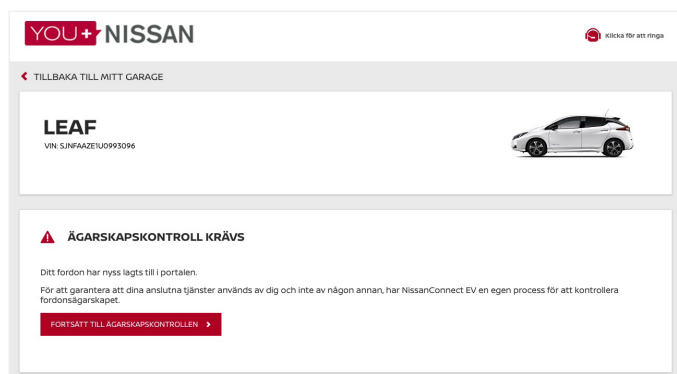 YOU+ NISSAN
Klicka för att ringa
TILLBAKA TILL MITT GARAGE
LEAF
VIN: SJNFAAZE1U0993096
ÄGARSKAPSKONTROLL KRÄVS
Ditt fordon har nyss lagts till i portalen.
För att garantera att dina anslutna tjänster används av dig och inte av någon annan, har NissanConnect EV en egen process för att kontrollera
fordonsägarskapet.
FORTSÄTT TILL ÄGARSKAPSKONTROLLEN